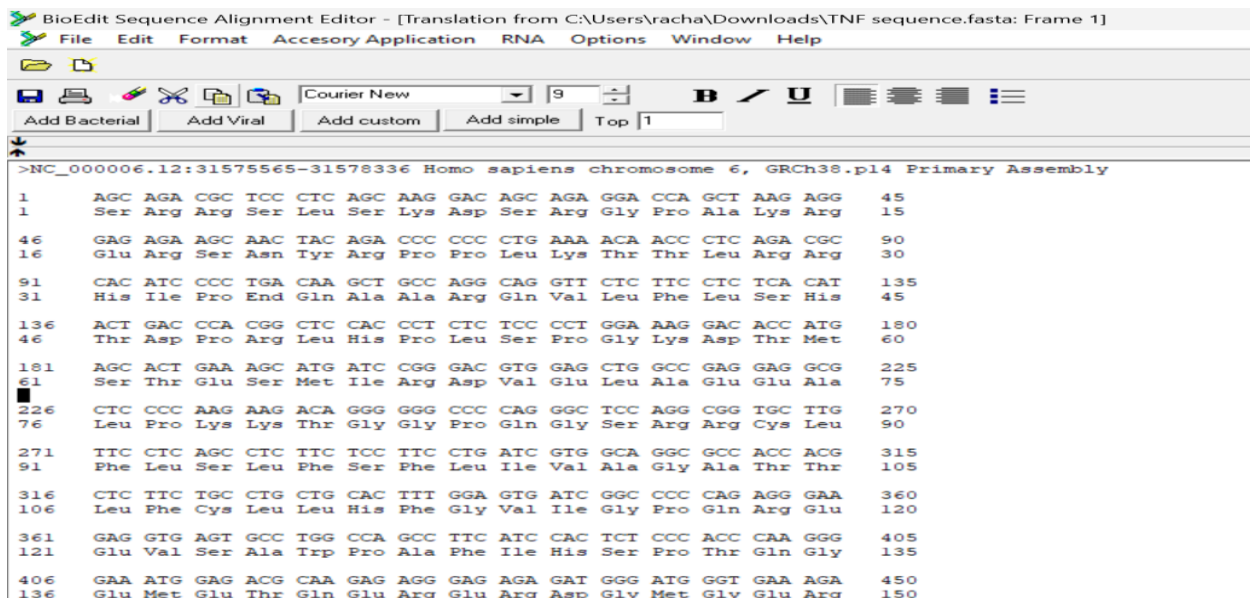 BioEdit Sequence Alignment Editor - [Translation from C:\Users\racha\Downloads\TNF sequence.fasta: Frame 1]
File Edit Format Accesory Application RNA Options Window Help
Courier New 9 B U
Add Bacterial Add Viral Add custom Add simple Top 1
>NC_000006.12:31575565-31578336 Homo sapiens chromosome 6, GRCh38.p14 Primary Assembly
1 AGC AGA CGC TCC CTC AGC AAG GAC AGC AGA GGA CCA GCT AAG AGG 45
1 Ser Arg Arg Ser Leu Ser Lys Asp Ser Arg Gly Pro Ala Lys Arg 15
46 GAG AGA AGC AAC TAC AGA CCC CCC CTG AAA ACA ACC CTC AGA CGC 90
16 Glu Arg Ser Asn Tyr Arg Pro Pro Leu Lys Thr Thr Leu Arg Arg 30
91 CAC ATC CCC TGA CAA GCT GCC AGG CAG GTT CTC TTC CTC TCA CAT 135
31 His Ile Pro End Gln Ala Ala Arg Gln Val Leu Phe Leu Ser His 45
136 ACT GAC CCA CGG CTC CAC CCT CTC TCC CCT GGA AAG GAC ACC ATG 180
46 Thr Asp Pro Arg Leu His Pro Leu Ser Pro Gly Lys Asp Thr Met 60
181 AGC ACT GAA AGC ATG ATC CGG GAC GTG GAG CTG GCC GAG GAG GCG 225
61 Ser Thr Glu Ser Met Ile Arg Asp Val Glu Leu Ala Glu Glu Ala 75
226 CTC CCC AAG AAG ACA GGG GGG CCC CAG GGC TCC AGG CGG TGC TTG 270
76 Leu Pro Lys Lys Thr Gly Gly Pro Gln Gly Ser Arg Arg Cys Leu 90
271 TTC CTC AGC CTC TTC TCC TTC CTG ATC GTG GCA GGC GCC ACC ACG 315
91 Phe Leu Ser Leu Phe Ser Phe Leu Ile Val Ala Gly Ala Thr Thr 105
316 CTC TTC TGC CTG CTG CAC TTT GGA GTG ATC GGC CCC CAG AGG GAA 360
106 Leu Phe Cys Leu Leu His Phe Gly Val Ile Gly Pro Gln Arg Glu 120
361 GAG GTG AGT GCC TGG CCA GCC TTC ATC CAC TCT CCC ACC CAA GGG 405
121 Glu Val Ser Ala Trp Pro Ala Phe Ile His Ser Pro Thr Gln Gly 135
406 GAA ATG GAG ACG CAA GAG AGG GAG AGA GAT GGG ATG GGT GAA AGA 450
136 Glu Met Glu Thr Gln Glu Arg Glu Arg Asp Gly Met Gly Glu Arg 150